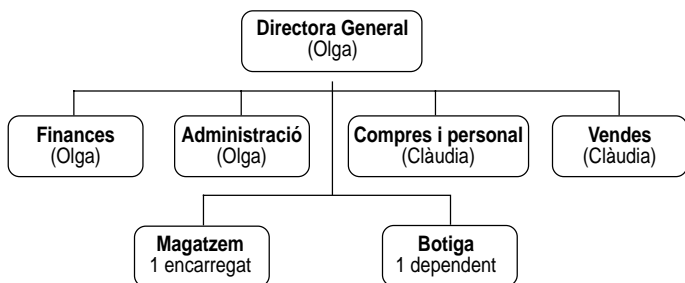 Directora General
(Olga)
Finances
(Olga)
Administració
(Olga)
Compres i personal
(Clàudia)
Vendes
(Clàudia)
Magatzem
1 encarregat
Botiga
1 dependent